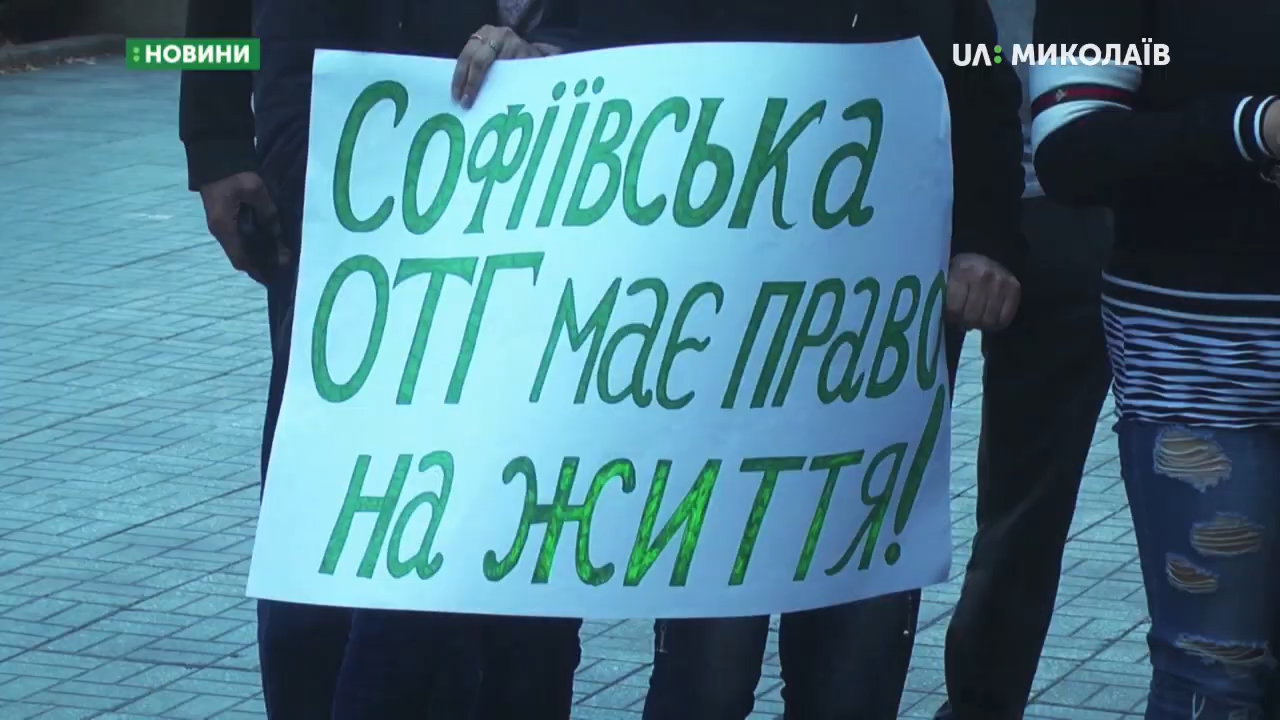 :НОВИНИ
UA: МИКОЛАЇВ
Софіївська
ОТГ має право
на життя!